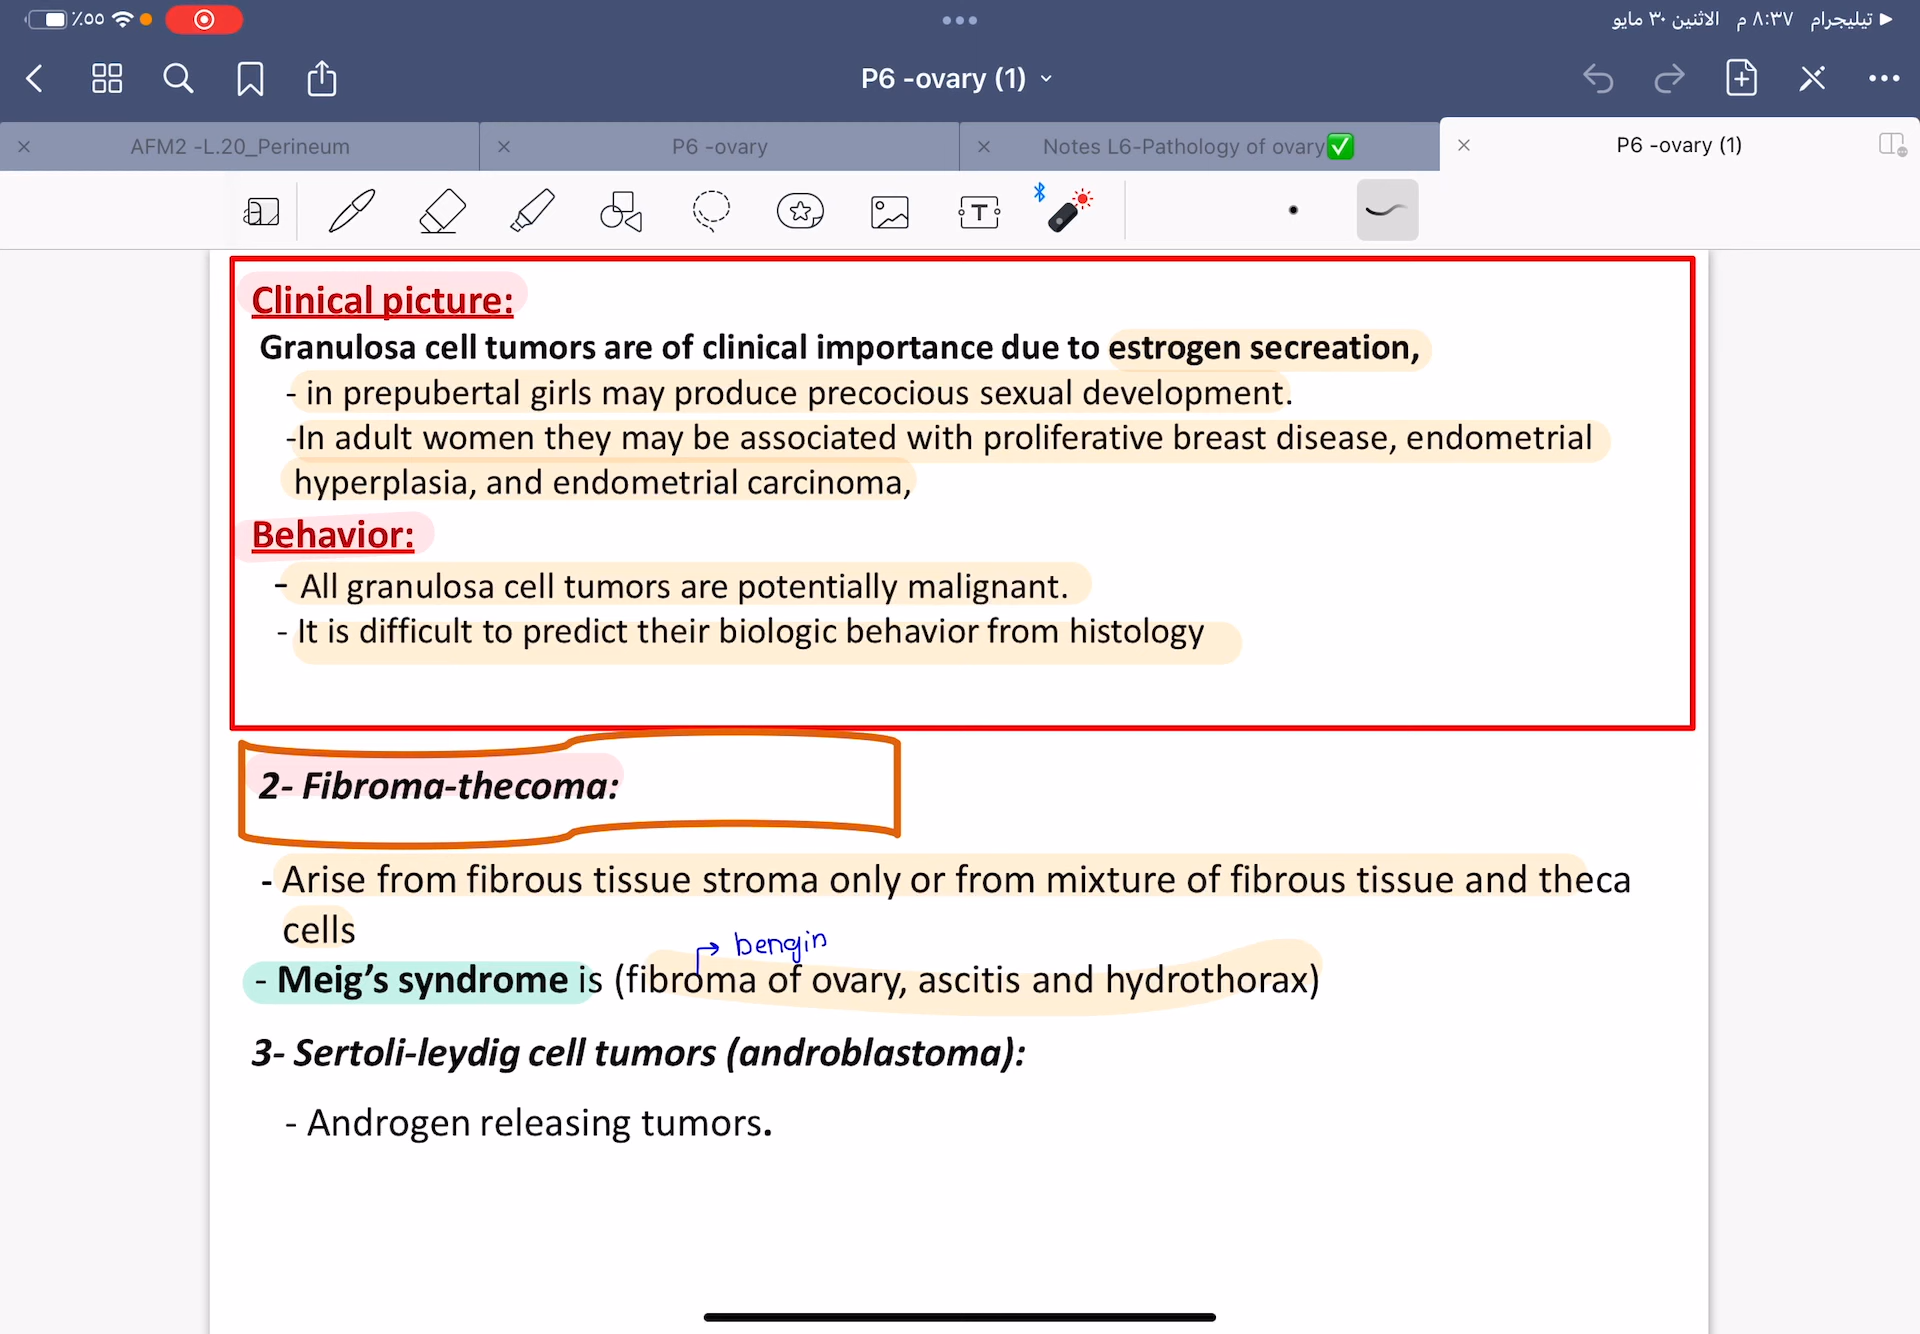 ٪٥٥
تيليجرام ٨:٣٧ م الاثنين ٣٠ مايو
P6 -ovary (1)
AFM2 -L.20_Perineum
P6 -ovary
Notes L6-Pathology of ovary✅
P6 -ovary (1)
Clinical picture:
Granulosa cell tumors are of clinical importance due to estrogen secreation,
- in prepubertal girls may produce precocious sexual development.
-In adult women they may be associated with proliferative breast disease, endometrial
hyperplasia, and endometrial carcinoma,
Behavior:
- All granulosa cell tumors are potentially malignant.
- It is difficult to predict their biologic behavior from histology
2- Fibroma-thecoma:
- Arise from fibrous tissue stroma only or from mixture of fibrous tissue and theca
cells
bengin
- Meig’s syndrome is (fibroma of ovary, ascitis and hydrothorax)
3- Sertoli-leydig cell tumors (androblastoma):
- Androgen releasing tumors.